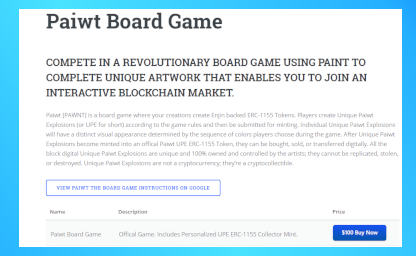 Paiwt Board Game
COMPETE IN A REVOLUTIONARY BOARD GAME USING PAINT TO
COMPLETE UNIQUE ARTWORK THAT ENABLES YOU TO JOIN AN
INTERACTIVE BLOCKCHAIN MARKET.
Paiwt [PAWNT] is a board game where your creations create Enjin backed ERC-1155 Tokens. Players create Unique Paiwt
Explosions (or UPE for short) according to the game rules and then be submitted for minting. Individual Unique Paiwt Explosions
will have a distinct visual appearance determined by the sequence of colors players choose during the game. After Unique Paiwt
Explosions become minted into an offical Paiwt UPE ERC-1155 Token, they can be bought, sold, or transferred digitally. All the
block digital Unique Paiwt Explosions are unique and 100% owned and controlled by the artists; they cannot be replicated, stolen,
or destroyed. Unique Paiwt Explosions are not a cryptocurrency; they're a cryptocollectible.
VIEW PAIWT THE BOARD GAME INSTRUCTIONS ON GOOGLE
Name Description Price
Paiwt Board Game Offical Game. Includes Personalized UPE ERC-1155 Collector Mint. $100 Buy Now